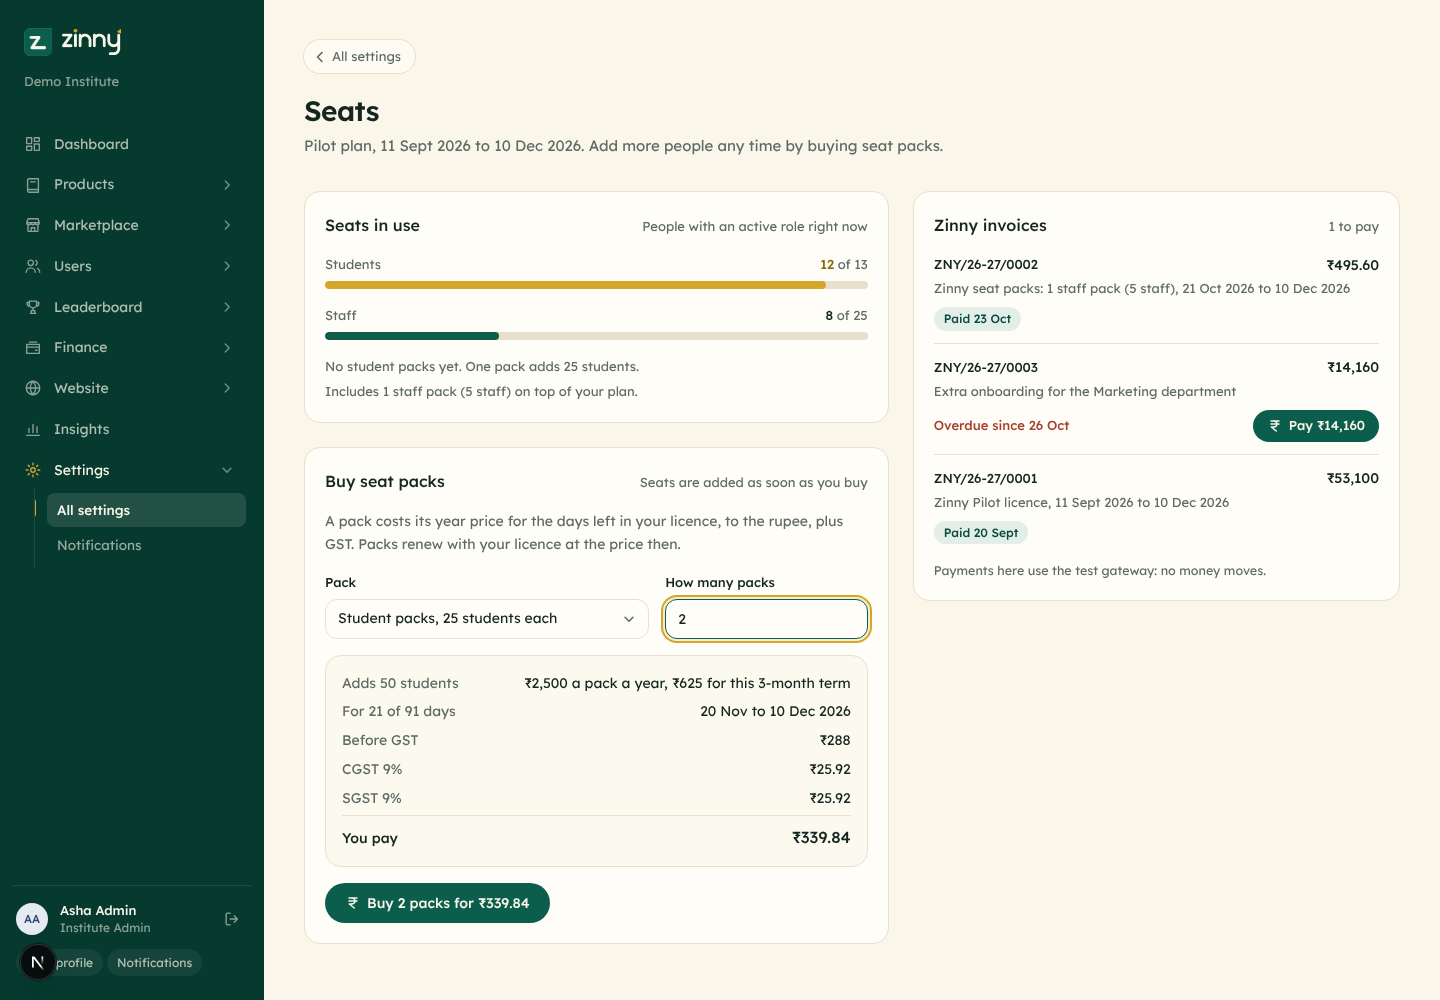 zinny
Demo Institute
Dashboard
Products
Marketplace
Users
Leaderboard
Finance
Website
Insights
Settings
All settings
Notifications
AA
Asha Admin
Institute Admin
N
profile
Notifications
All settings
Seats
Pilot plan, 11 Sept 2026 to 10 Dec 2026. Add more people any time by buying seat packs.
Seats in use
People with an active role right now
Students
12 of 13
Staff
8 of 25
No student packs yet. One pack adds 25 students.
Includes 1 staff pack (5 staff) on top of your plan.
Buy seat packs
Seats are added as soon as you buy
A pack costs its year price for the days left in your licence, to the rupee, plus
GST. Packs renew with your licence at the price then.
Pack
How many packs
Student packs, 25 students each
2
Adds 50 students
₹2,500 a pack a year, ₹625 for this 3-month term
For 21 of 91 days
20 Nov to 10 Dec 2026
Before GST
₹288
CGST 9%
₹25.92
SGST 9%
₹25.92
You pay
₹339.84
₹ Buy 2 packs for ₹339.84
Zinny invoices
1 to pay
ZNY/26-27/0002
₹495.60
Zinny seat packs: 1 staff pack (5 staff), 21 Oct 2026 to 10 Dec 2026
Paid 23 Oct
ZNY/26-27/0003
₹14,160
Extra onboarding for the Marketing department
Overdue since 26 Oct
₹ Pay ₹14,160
ZNY/26-27/0001
₹53,100
Zinny Pilot licence, 11 Sept 2026 to 10 Dec 2026
Paid 20 Sept
Payments here use the test gateway: no money moves.